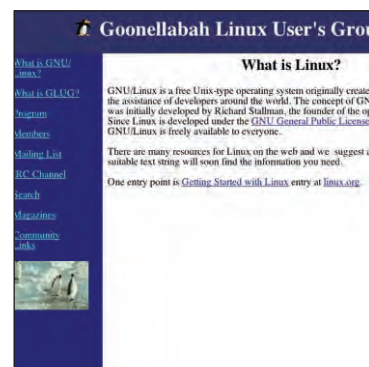 Goonellabah Linux User's Grou
What is GNU/
Linux?
What is GLUG?
Program
Members
Mailing List
IRC Channel
Search
Magazines
Community
Links
What is Linux?
GNU/Linux is a free Unix-type operating system originally create
the assistance of developers around the world. The concept of GN
was initially developed by Richard Stallman, the founder of the op
Since Linux is developed under the GNU General Public License
GNU/Linux is freely available to everyone.
There are many resources for Linux on the web and we suggest a
suitable text string will soon find the information you need.
One entry point is Getting Started with Linux entry at linux.org.